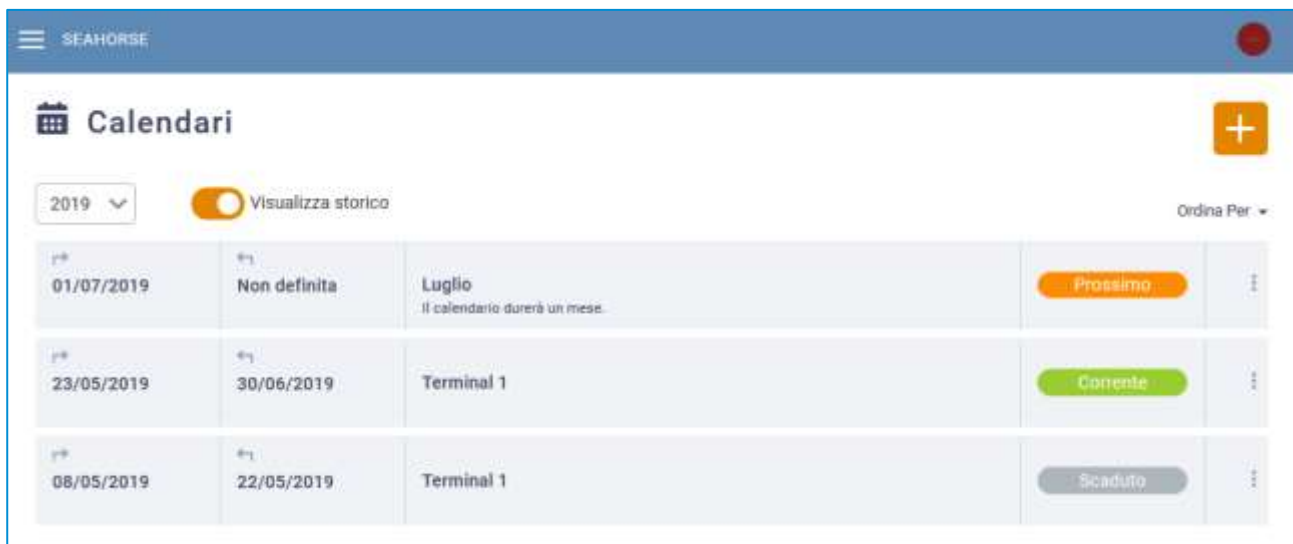 SEAHORSE
Calendari
2019
Visualizza storico
Ordina Per
01/07/2019
Non definita
Luglio
Il calendario durerà un mese.
Prossimo
23/05/2019
30/06/2019
Terminal 1
Corrente
08/05/2019
22/05/2019
Terminal 1
Scaduto